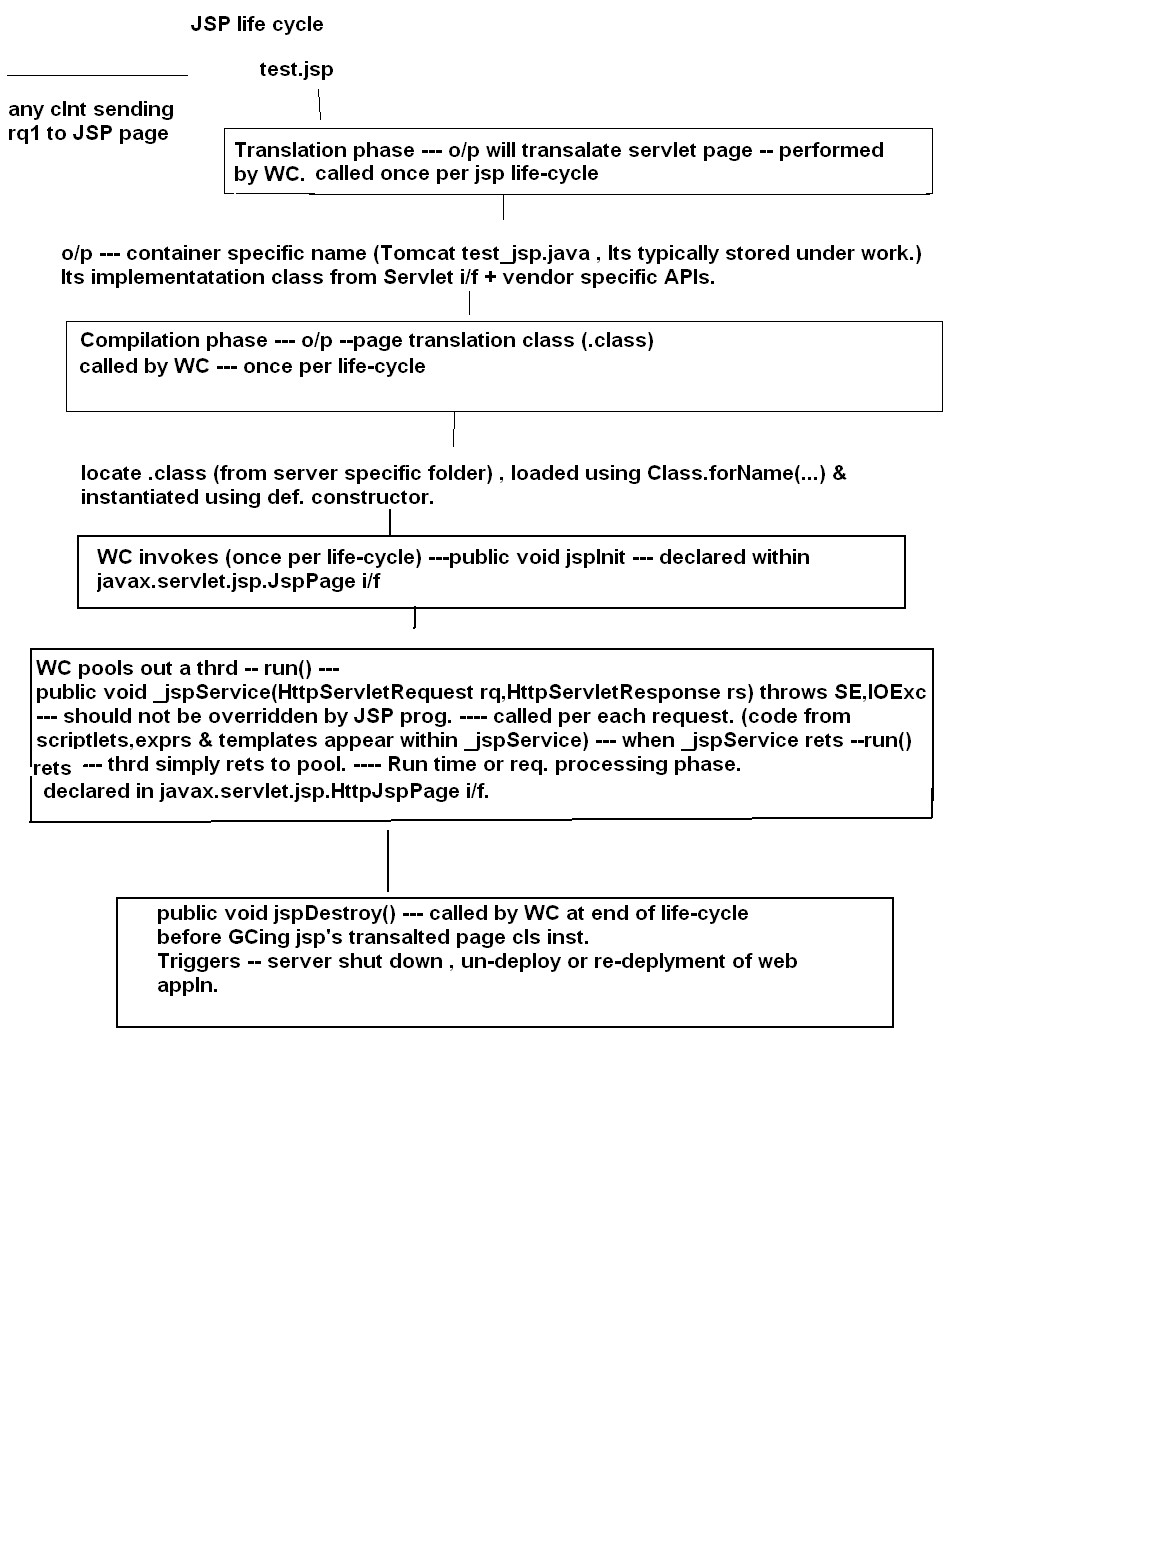 JSP life cycle
test.jsp
any clnt sending
rq1 to JSP page
Translation phase --- o/p will transalate servlet page -- performed
by WC. called once per jsp life-cycle
o/p --- container specific name (Tomcat test_jsp.java , Its typically stored under work.)
Its implementatation class from Servlet i/f + vendor specific APIs.
Compilation phase --- o/p --page translation class (.class)
called by WC --- once per life-cycle
locate .class (from server specific folder) , loaded using Class.forName(...) &
instantiated using def. constructor.
WC invokes (once per life-cycle) ---public void jspInit --- declared within
javax.servlet.jsp.JspPage i/f
WC pools out a thrd -- run() ---
public void _jspService(HttpServletRequest rq,HttpServletResponse rs) throws SE,IOExc
--- should not be overridden by JSP prog. ---- called per each request. (code from
scriptlets,exprs & templates appear within _jspService) --- when _jspService rets --run()
rets --- thrd simply rets to pool. ---- Run time or req. processing phase.
declared in javax.servlet.jsp.HttpJspPage i/f.
public void jspDestroy() --- called by WC at end of life-cycle
before GCing jsp's transalted page cls inst.
Triggers -- server shut down , un-deploy or re-deplyment of web
appln.